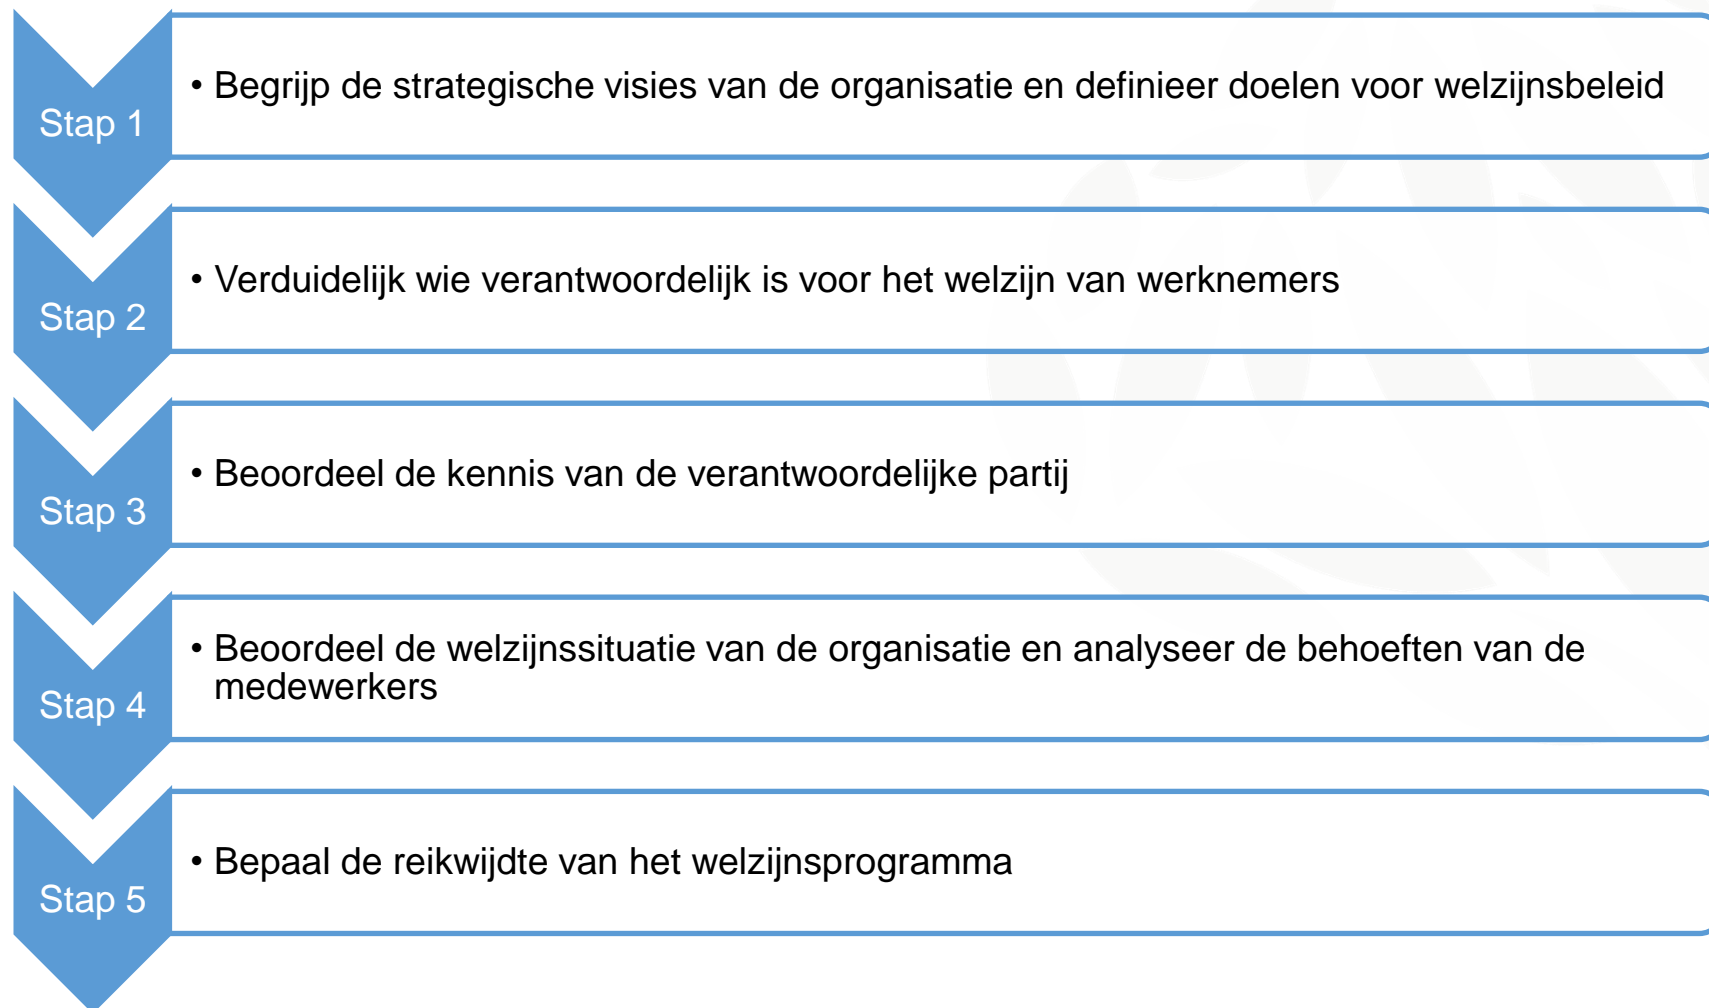 Stap 1
• Begrijp de strategische visies van de organisatie en definieer doelen voor welzijnsbeleid
Stap 2
• Verduidelijk wie verantwoordelijk is voor het welzijn van werknemers
Stap 3
• Beoordeel de kennis van de verantwoordelijke partij
Stap 4
• Beoordeel de welzijnssituatie van de organisatie en analyseer de behoeften van de
medewerkers
Stap 5
• Bepaal de reikwijdte van het welzijnsprogramma